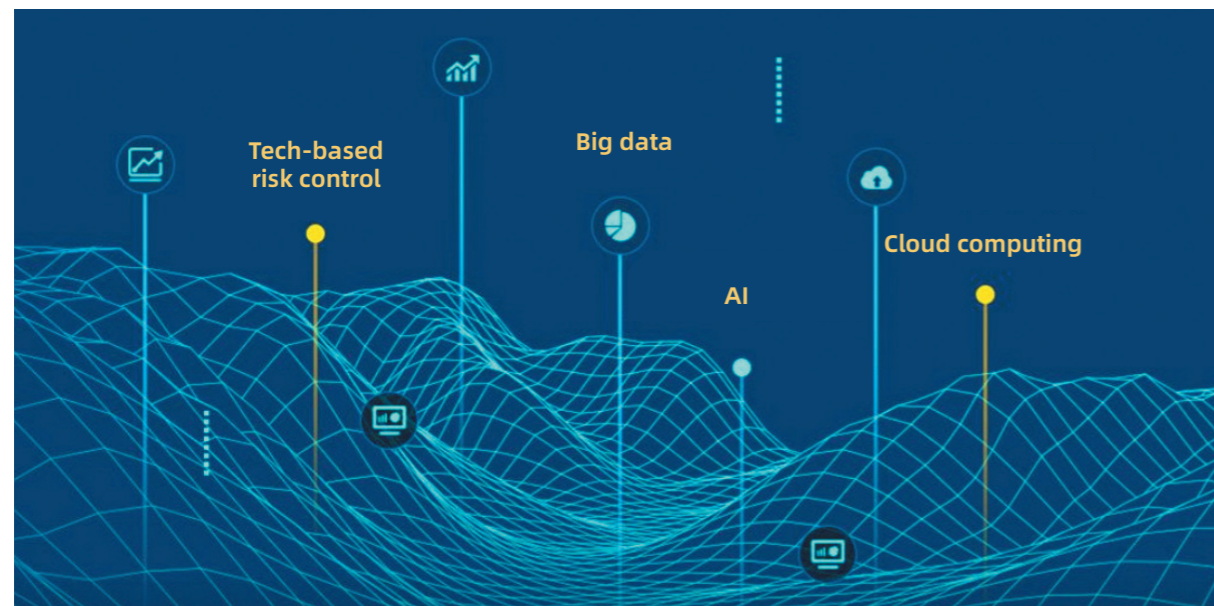 Tech-based
risk control
Big data
Cloud computing
AI